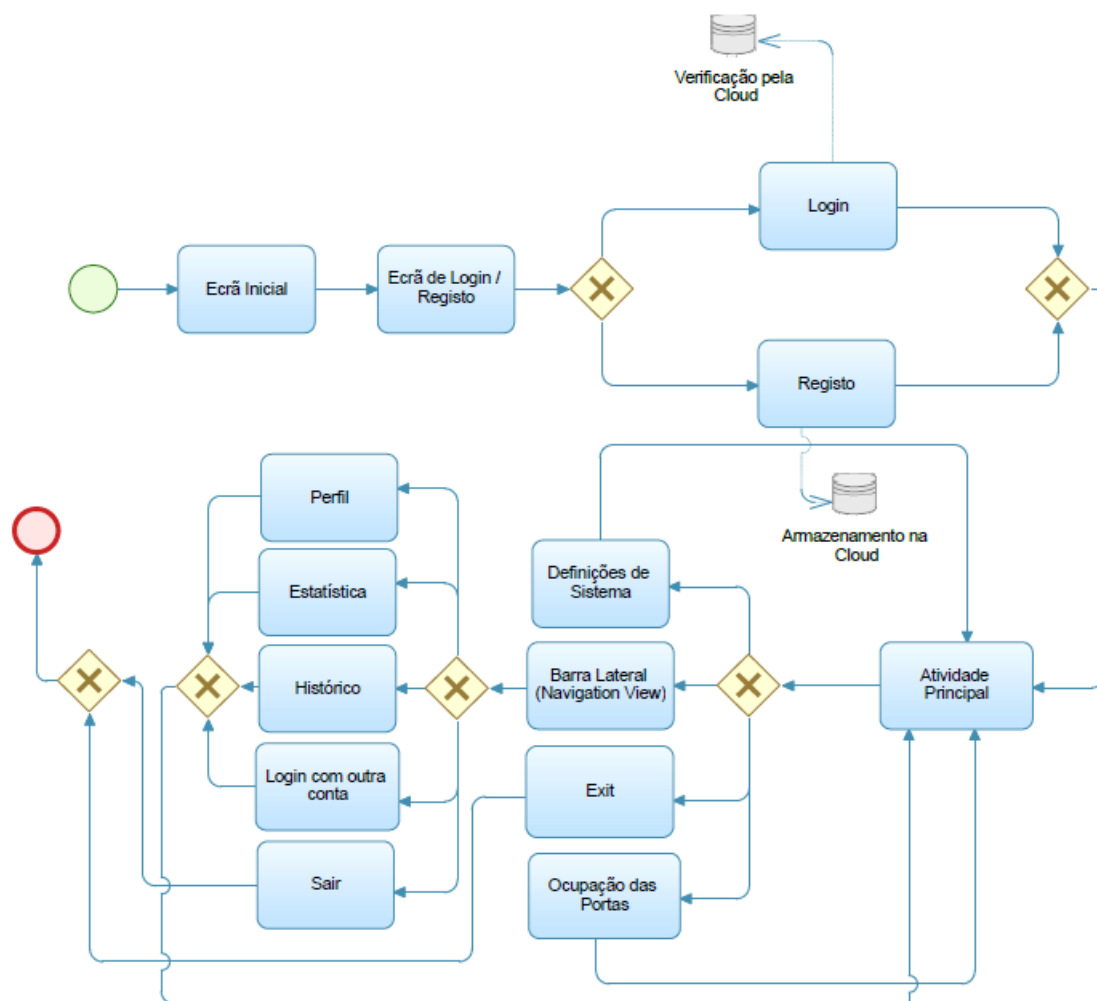 Verificação pela
Cloud
Login
Ecrã Inicial
Ecrã de Login /
Registo
Registo
Armazenamento na
Cloud
Perfil
Estatística
Histórico
Login com outra
conta
Sair
Definições de
Sistema
Barra Lateral
(Navigation View)
Exit
Ocupação das
Portas
Atividade
Principal